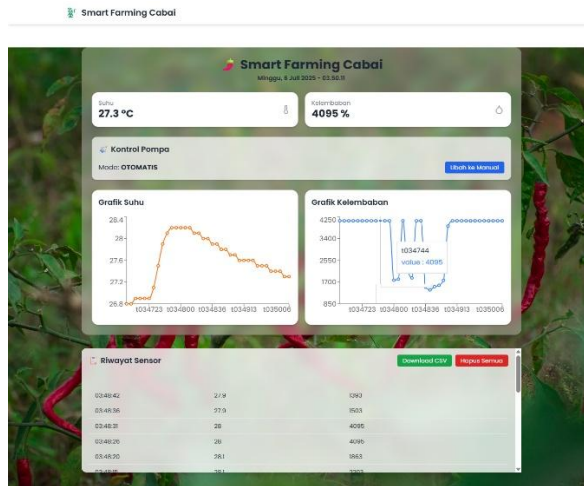 Smart Farming Cabai
Smart Farming Cabai
Minggu, 6 Juli 2025 - 03.50.11
Suhu
27.3 °C
Kelembaban
4095 %
Kontrol Pompa
Mode: OTOMATIS
Ubah ke Manual
Grafik Suhu
28.4
28
27.6
27.2
26.8
t034723 t034800 t034836 t034913 t035006
Grafik Kelembaban
4250
3400
2550
1700
850
t034744
value : 4095
t034723 t034800 t034836 t034913 t035006
Riwayat Sensor
Download CSV
Hapus Semua
03:48:42 27.9 1393
03:48:36 27.9 1503
03:48:31 28 4095
03:48:26 28 4095
03:48:20 28.1 1863